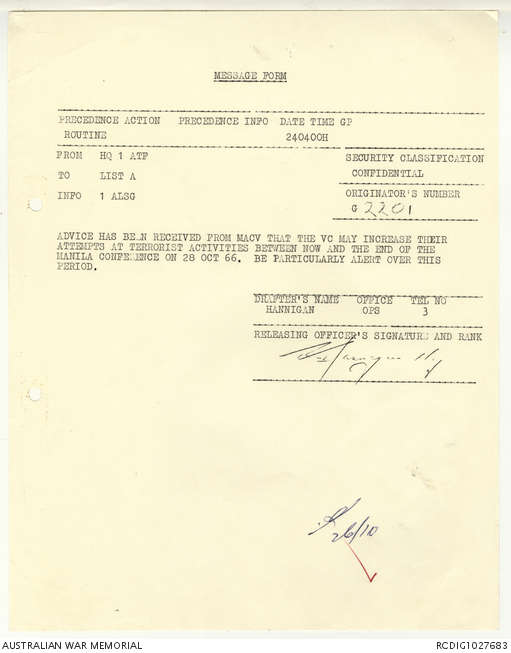 MESSAGE FORM
PRECEDENCE ACTION PRECEDENCE INFO DATE TIME GP
ROUTINE 240400H
FROM HQ 1 ATF SECURITY CLASSIFICATION
TO LIST A CONFIDENTIAL
INFO 1 ALSG ORIGINATOR'S NUMBER
G 2201
ADVICE HAS BEEN RECEIVED FROM MACV THAT THE VC MAY INCREASE THEIR
ATTEMPTS AT TERRORIST ACTIVITIES BETWEEN NOW AND THE END OF THE
MANILA CONFERENCE ON 28 OCT 66. BE PARTICULARLY ALERT OVER THIS
PERIOD.
DRAFTER'S NAME OFFICE TEL NO
HANNIGAN OPS 3
RELEASING OFFICER'S SIGNATURE AND RANK
26/10
AUSTRALIAN WAR MEMORIAL RCDIG1027683